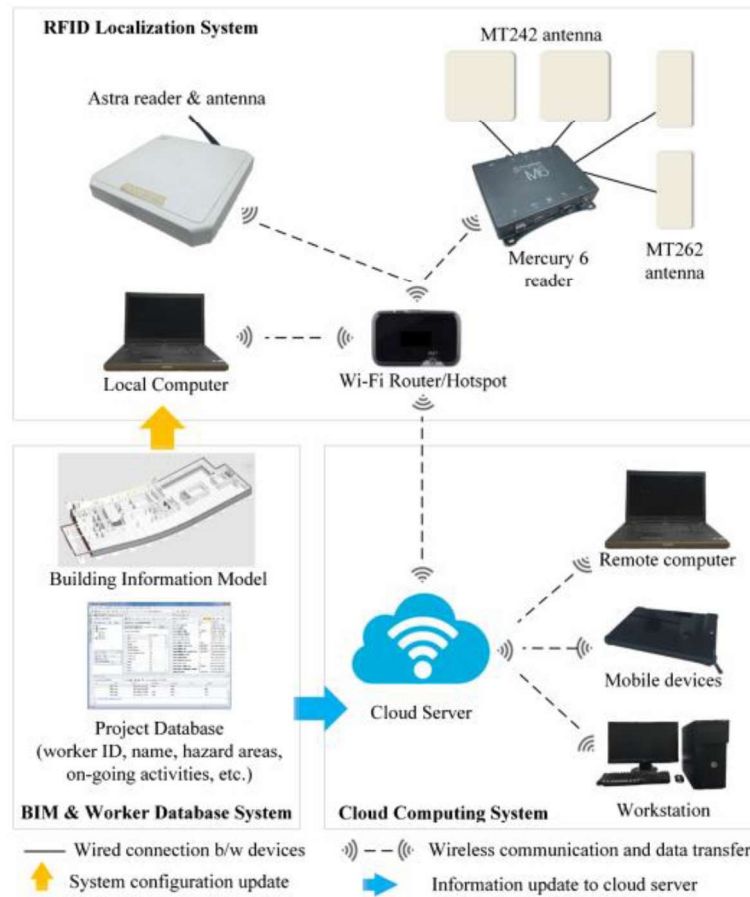 RFID Localization System
MT242 antenna
Astra reader & antenna
M6
Mercury 6
reader
MT262
antenna
Local Computer
Wi-Fi Router/Hotspot
Building Information Model
Remote computer
Mobile devices
Project Database
(worker ID, name, hazard areas,
on-going activities, etc.)
Cloud Server
Workstation
BIM & Worker Database System
Cloud Computing System
Wired connection b/w devices
Wireless communication and data transfer
System configuration update
Information update to cloud server